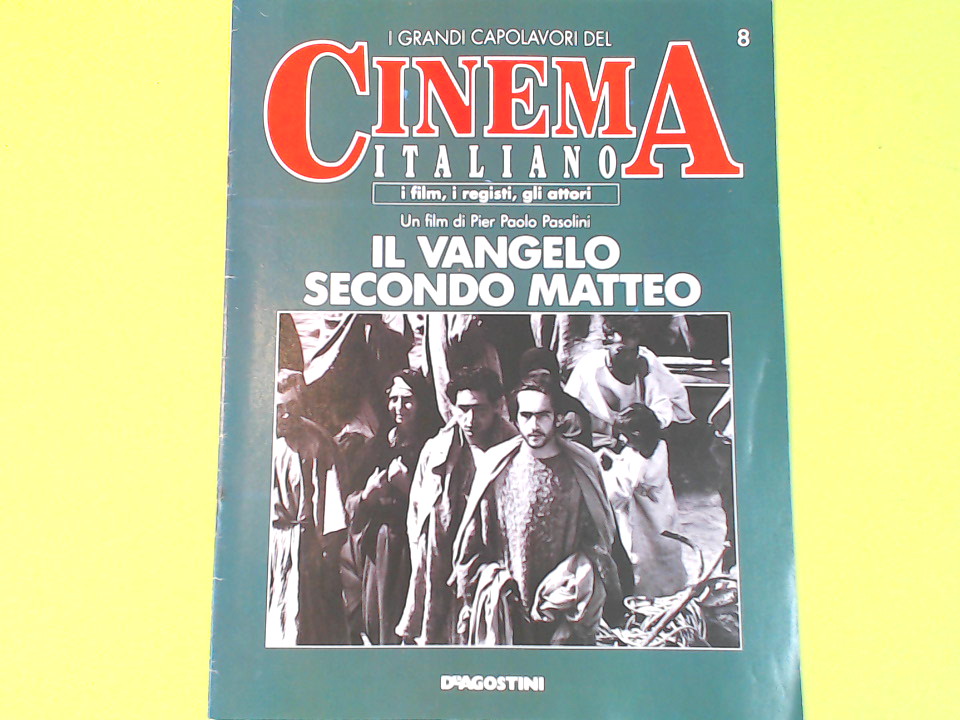 I GRANDI CAPOLAVORI DEL
8
CINEMA
ITALIANO
i film, i registi, gli attori
Un film di Pier Paolo Pasolini
IL VANGELO
SECONDO MATTEO
DEAGOSTINI